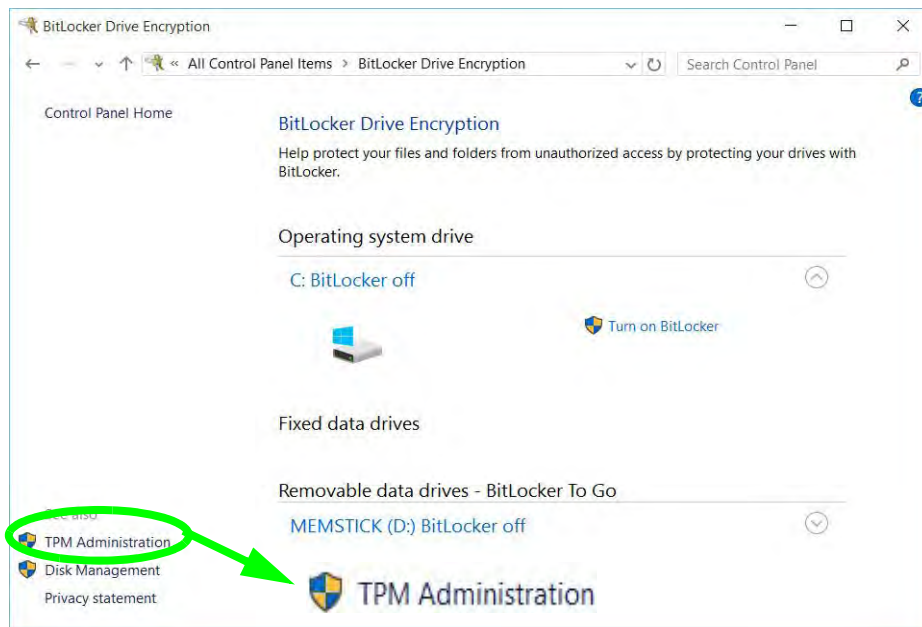 BitLocker Drive Encryption
« All Control Panel Items > BitLocker Drive Encryption
Search Control Panel
?
Control Panel Home
BitLocker Drive Encryption
Help protect your files and folders from unauthorized access by protecting your drives with
BitLocker.
Operating system drive
C: BitLocker off
Turn on BitLocker
Fixed data drives
Removable data drives - BitLocker To Go
MEMSTICK (D:) BitLocker off
See also
TPM Administration
Disk Management
Privacy statement
TPM Administration